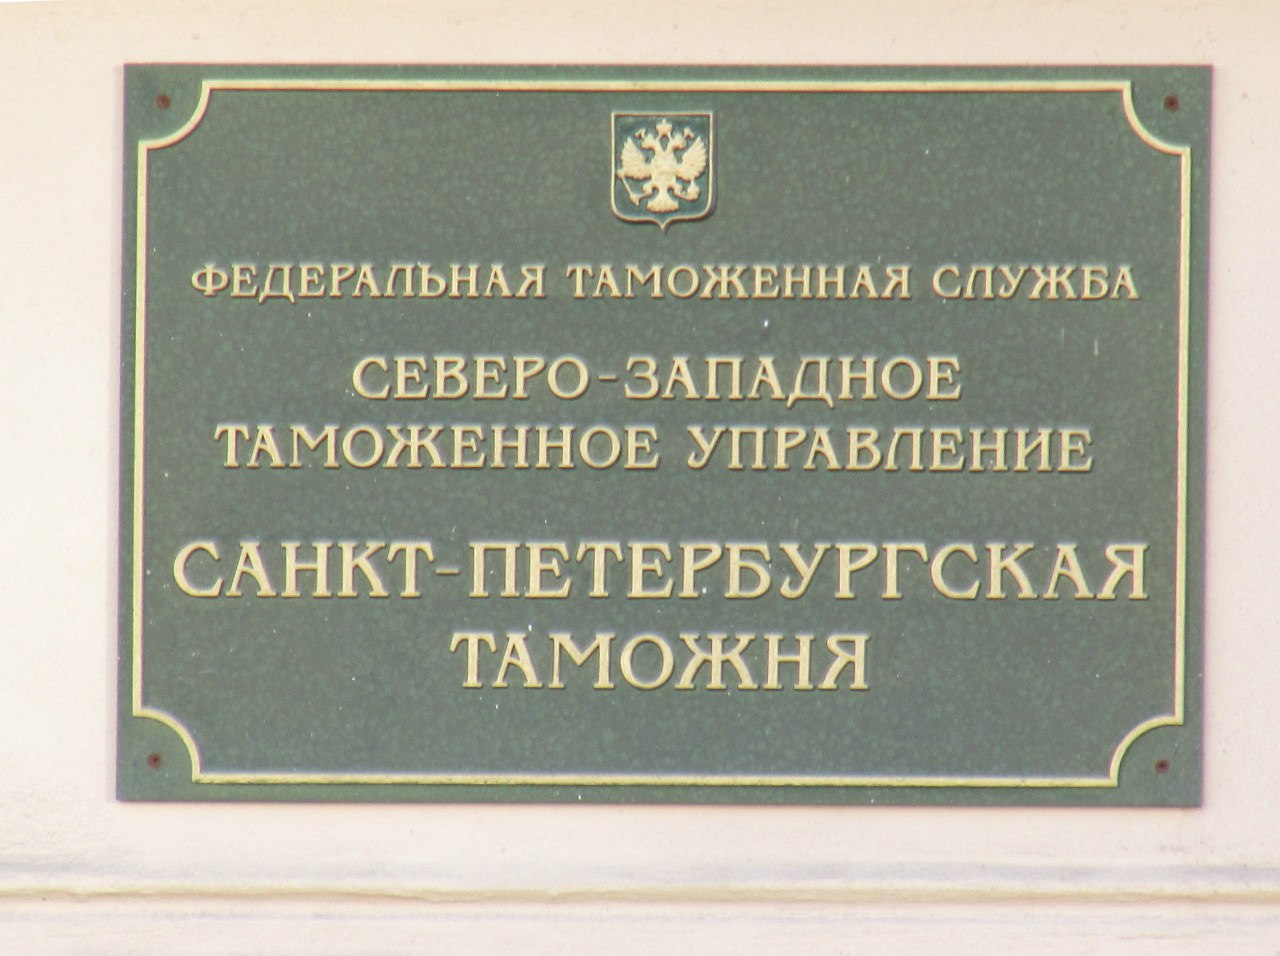 ФЕДЕРАЛЬНАЯ ТАМОЖЕННАЯ СЛУЖБА
СЕВЕРО-ЗАПАДНОЕ
ТАМОЖЕННОЕ УПРАВЛЕНИЕ
САНКТ-ПЕТЕРБУРГСКАЯ
ТАМОЖНЯ